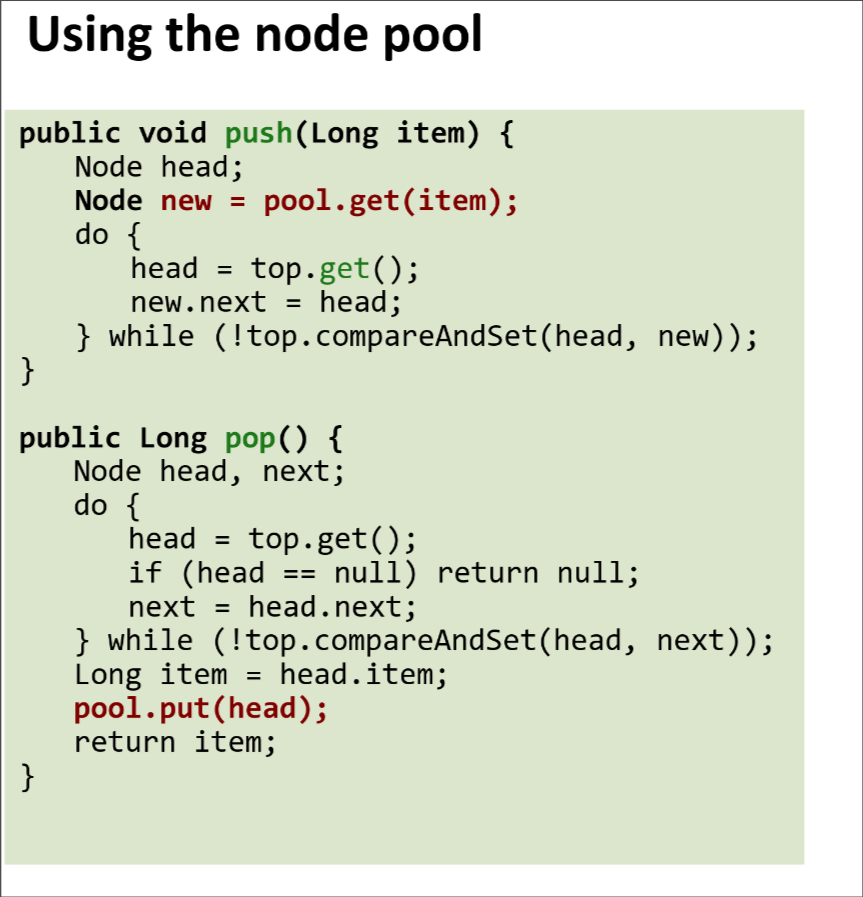 Using the node pool
public void push(Long item) {
Node head;
Node new = pool.get(item);
do {
head = top.get();
new.next = head;
} while (!top.compareAndSet(head, new));
}
public Long pop() {
Node head, next;
do {
head = top.get();
if (head == null) return null;
next = head.next;
} while (!top.compareAndSet(head, next));
Long item = head.item;
pool.put(head);
return item;
}